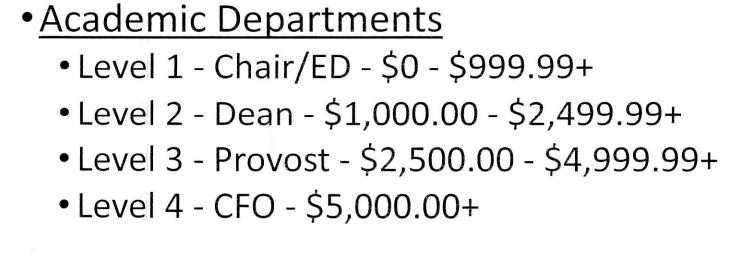 •Academic Departments
• Level 1 - Chair/ED - $0 - $999.99+
• Level 2 - Dean - $1,000.00 - $2,499.99+
• Level 3 - Provost - $2,500.00 - $4,999.99+
• Level 4 - CFO - $5,000.00+